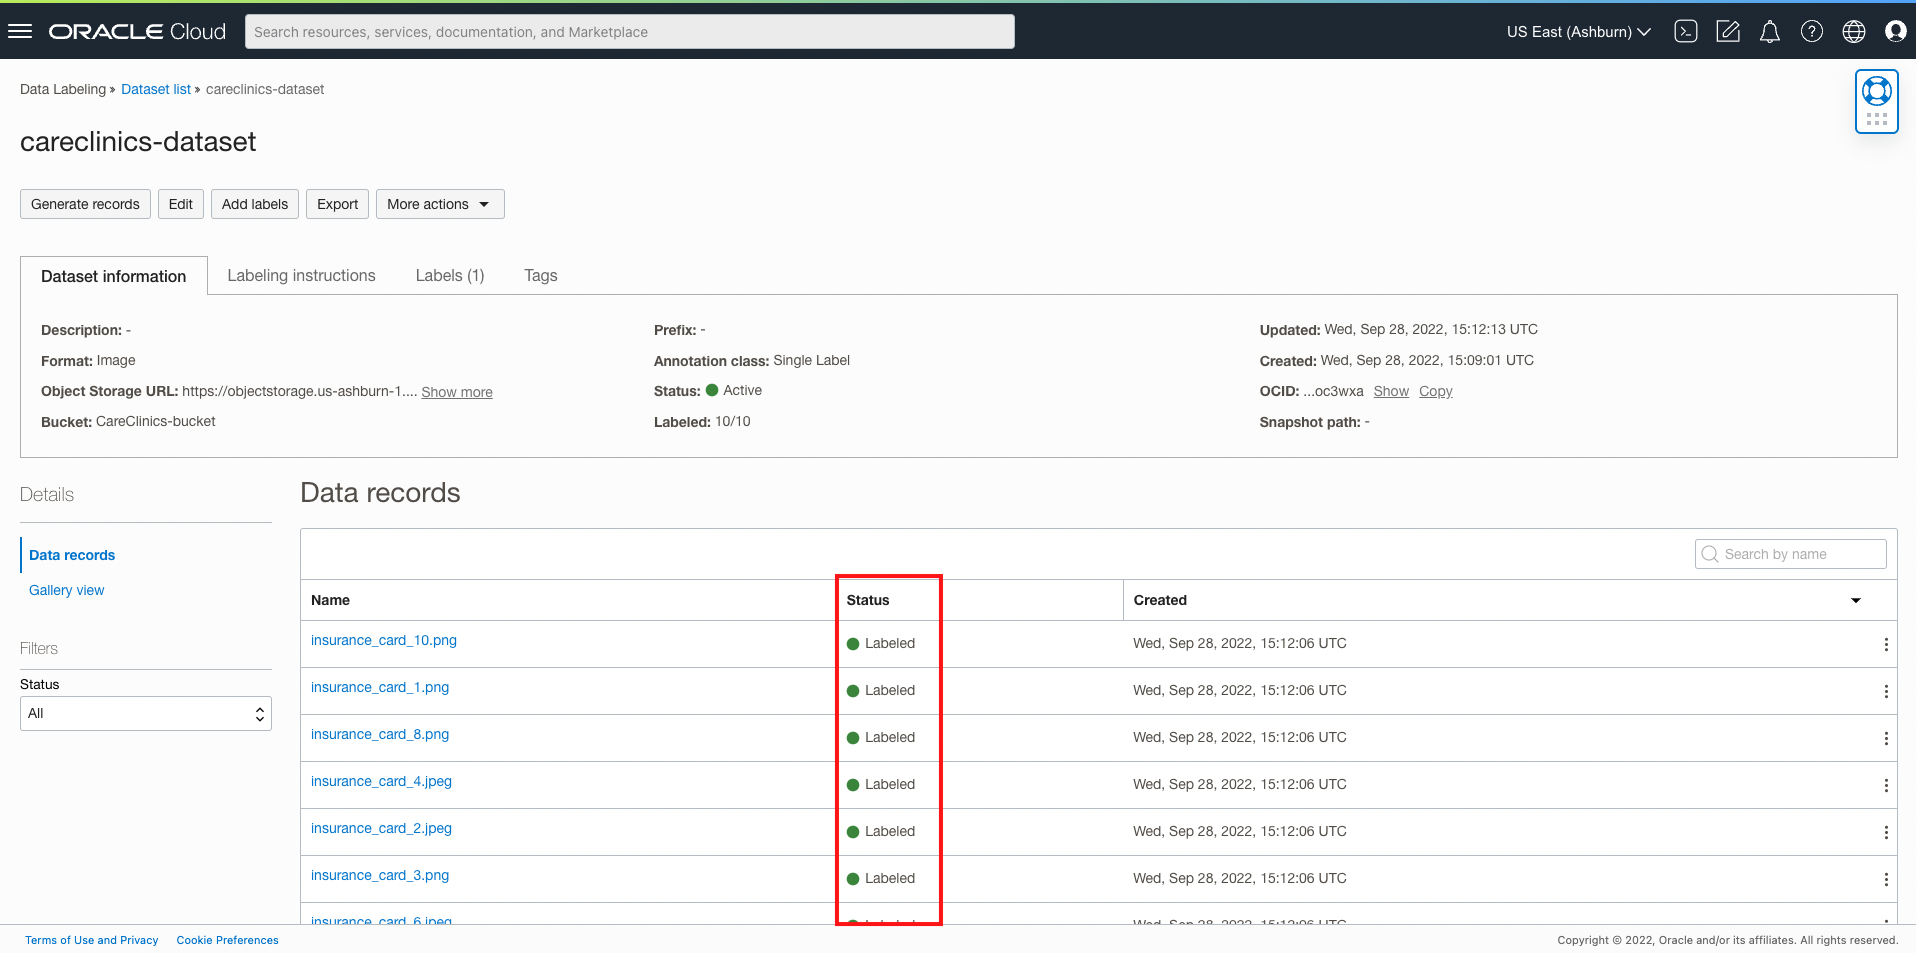 ORACLE Cloud
Search resources, services, documentation, and Marketplace
US East (Ashburn)
Data Labeling » Dataset list » careclinics-dataset
careclinics-dataset
Generate records Edit Add labels Export More actions
Dataset information Labeling instructions Labels (1) Tags
Description: - Prefix: - Updated: Wed, Sep 28, 2022, 15:12:13 UTC
Format: Image Annotation class: Single Label Created: Wed, Sep 28, 2022, 15:09:01 UTC
Object Storage URL: https://objectstorage.us-ashburn-1.... Show more Status: Active OCID: ...oc3wxa Show Copy
Bucket: CareClinics-bucket Labeled: 10/10 Snapshot path: -
Details
Data records
Gallery view
Filters
Status
All
Data records
Search by name
Name Status Created
insurance_card_10.png Labeled Wed, Sep 28, 2022, 15:12:06 UTC
insurance_card_1.png Labeled Wed, Sep 28, 2022, 15:12:06 UTC
insurance_card_8.png Labeled Wed, Sep 28, 2022, 15:12:06 UTC
insurance_card_4.jpeg Labeled Wed, Sep 28, 2022, 15:12:06 UTC
insurance_card_2.jpeg Labeled Wed, Sep 28, 2022, 15:12:06 UTC
insurance_card_3.png Labeled Wed, Sep 28, 2022, 15:12:06 UTC
insurance_card_6.jpeg Labeled Wed, Sep 28, 2022, 15:12:06 UTC
Terms of Use and Privacy Cookie Preferences Copyright © 2022, Oracle and/or its affiliates. All rights reserved.